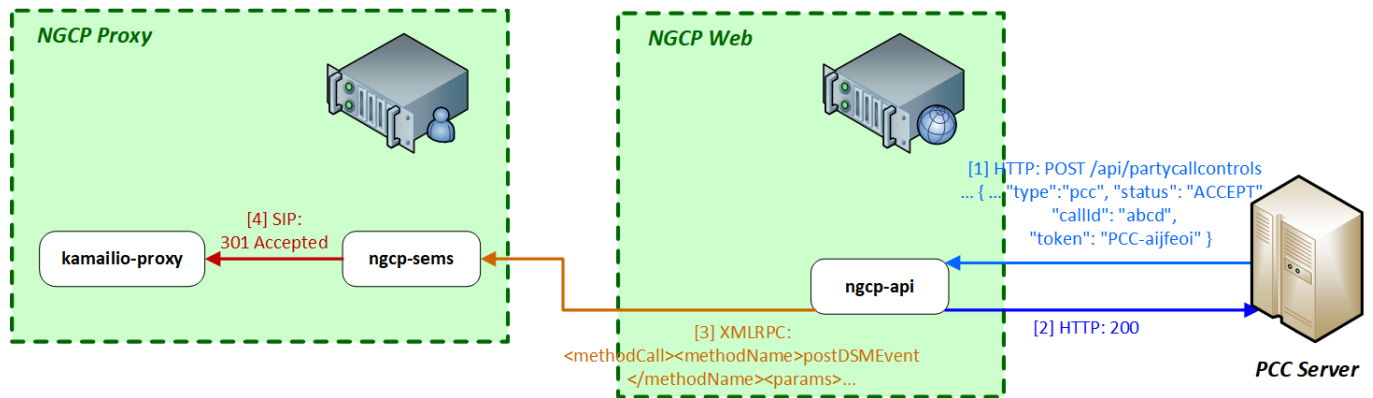 NGCP Proxy
NGCP Web
[1] HTTP: POST /api/partycallcontrols
... { ... "type":"pcc", "status": "ACCEPT"
"callId": "abcd",
"token": "PCC-aijfeoi" }
[4] SIP:
301 Accepted
kamailio-proxy
ngcp-sems
ngcp-api
[3] XMLRPC:
<methodCall><methodName>postDSMEvent
</methodName><params>...
[2] HTTP: 200
PCC Server